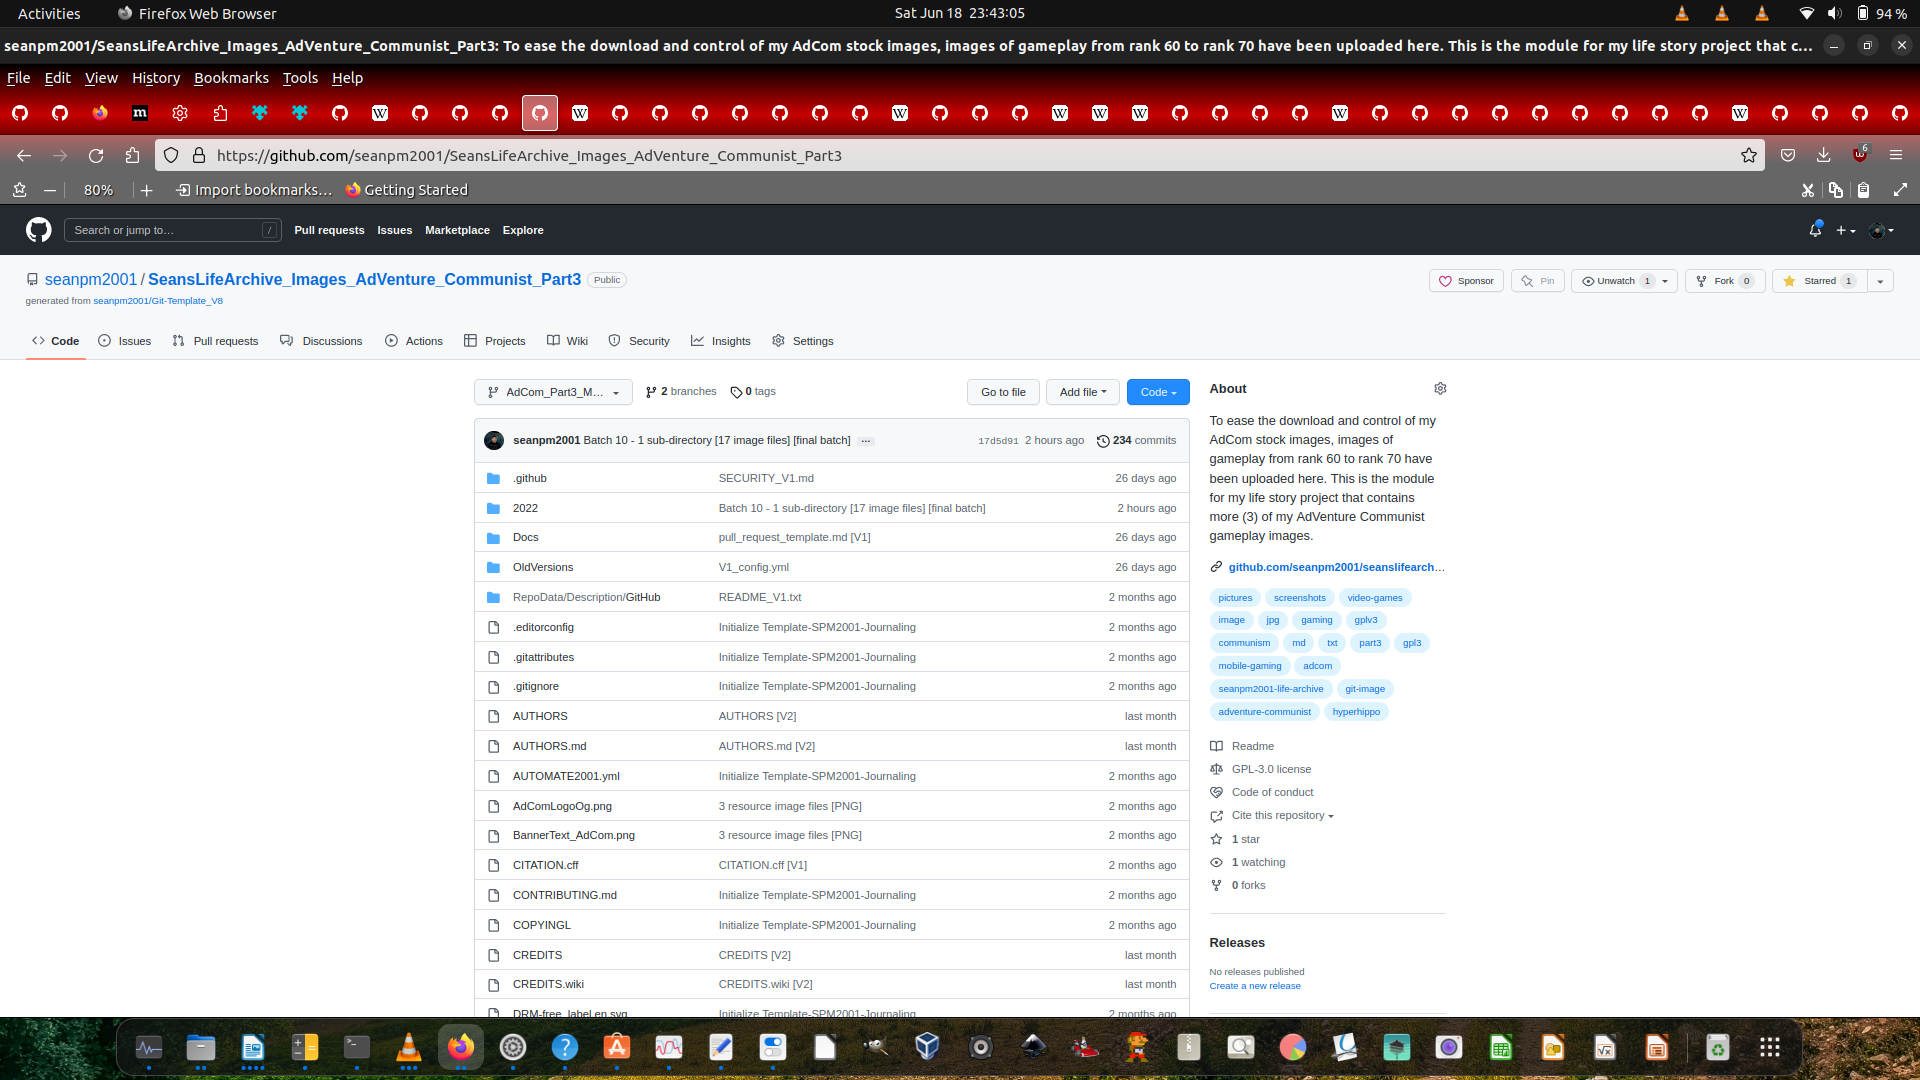 Activities
Firefox Web Browser
Sat Jun 18 23:43:05
94 %
seanpm2001/SeansLifeArchive_Images_AdVenture_Communist_Part3: To ease the download and control of my AdCom stock images, images of gameplay from rank 60 to rank 70 have been uploaded here. This is the module for my life story project that c…
File Edit View History Bookmarks Tools Help
https://github.com/seanpm2001/SeansLifeArchive_Images_AdVenture_Communist_Part3
6
80%
Import bookmarks…
Getting Started
Search or jump to…
/
Pull requests
Issues
Marketplace
Explore
seanpm2001 / SeansLifeArchive_Images_AdVenture_Communist_Part3
Public
generated from seanpm2001/Git-Template_V8
Sponsor
Pin
Unwatch 1
Fork 0
Starred 1
Code
Issues
Pull requests
Discussions
Actions
Projects
Wiki
Security
Insights
Settings
AdCom_Part3_M...
2 branches
0 tags
Go to file
Add file
Code
seanpm2001 Batch 10 - 1 sub-directory [17 image files] [final batch] …
17d5d91 2 hours ago
234 commits
.github SECURITY_V1.md 26 days ago
2022 Batch 10 - 1 sub-directory [17 image files] [final batch] 2 hours ago
Docs pull_request_template.md [V1] 26 days ago
OldVersions V1_config.yml 26 days ago
RepoData/Description/GitHub README_V1.txt 2 months ago
.editorconfig Initialize Template-SPM2001-Journaling 2 months ago
.gitattributes Initialize Template-SPM2001-Journaling 2 months ago
.gitignore Initialize Template-SPM2001-Journaling 2 months ago
AUTHORS AUTHORS [V2] last month
AUTHORS.md AUTHORS.md [V2] last month
AUTOMATE2001.yml Initialize Template-SPM2001-Journaling 2 months ago
AdComLogoOg.png 3 resource image files [PNG] 2 months ago
BannerText_AdCom.png 3 resource image files [PNG] 2 months ago
CITATION.cff CITATION.cff [V1] 2 months ago
CONTRIBUTING.md Initialize Template-SPM2001-Journaling 2 months ago
COPYINGL Initialize Template-SPM2001-Journaling 2 months ago
CREDITS CREDITS [V2] last month
CREDITS.wiki CREDITS.wiki [V2] last month
DRM-free_label.en.svg Initialize Template-SPM2001-Journaling 2 months ago
About
To ease the download and control of my
AdCom stock images, images of
gameplay from rank 60 to rank 70 have
been uploaded here. This is the module
for my life story project that contains
more (3) of my AdVenture Communist
gameplay images.
github.com/seanpm2001/seanslifearch…
pictures screenshots video-games
image jpg gaming gplv3
communism md txt part3 gpl3
mobile-gaming adcom
seanpm2001-life-archive git-image
adventure-communist hyperhippo
Readme
GPL-3.0 license
Code of conduct
Cite this repository
1 star
1 watching
0 forks
Releases
No releases published
Create a new release